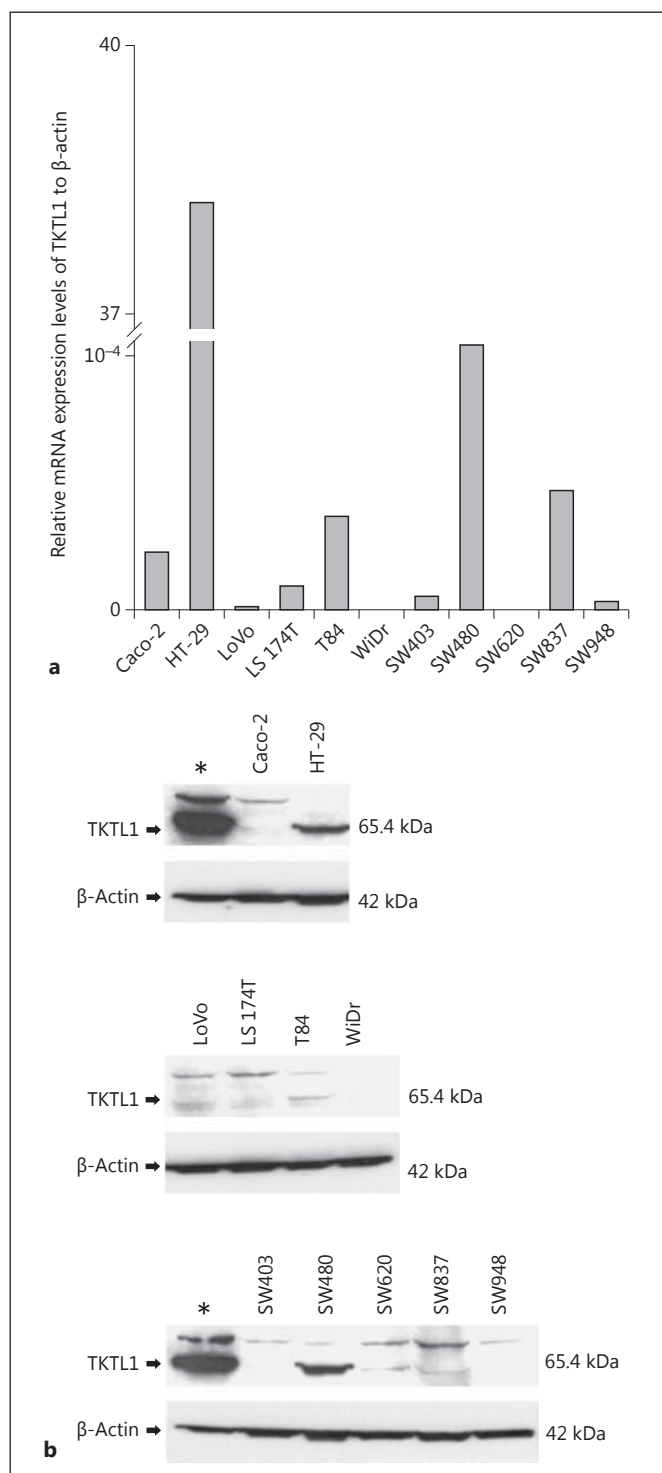 40
37
10⁻⁴
0
Relative mRNA expression levels of TKTL1 to β-actin
Caco-2
HT-29
LoVo
LS 174T
T84
WiDr
SW403
SW480
SW620
SW837
SW948
a
*
Caco-2
HT-29
TKTL1
65.4 kDa
β-Actin
42 kDa
LoVo
LS 174T
T84
WiDr
TKTL1
65.4 kDa
β-Actin
42 kDa
*
SW403
SW480
SW620
SW837
SW948
TKTL1
65.4 kDa
β-Actin
42 kDa
b